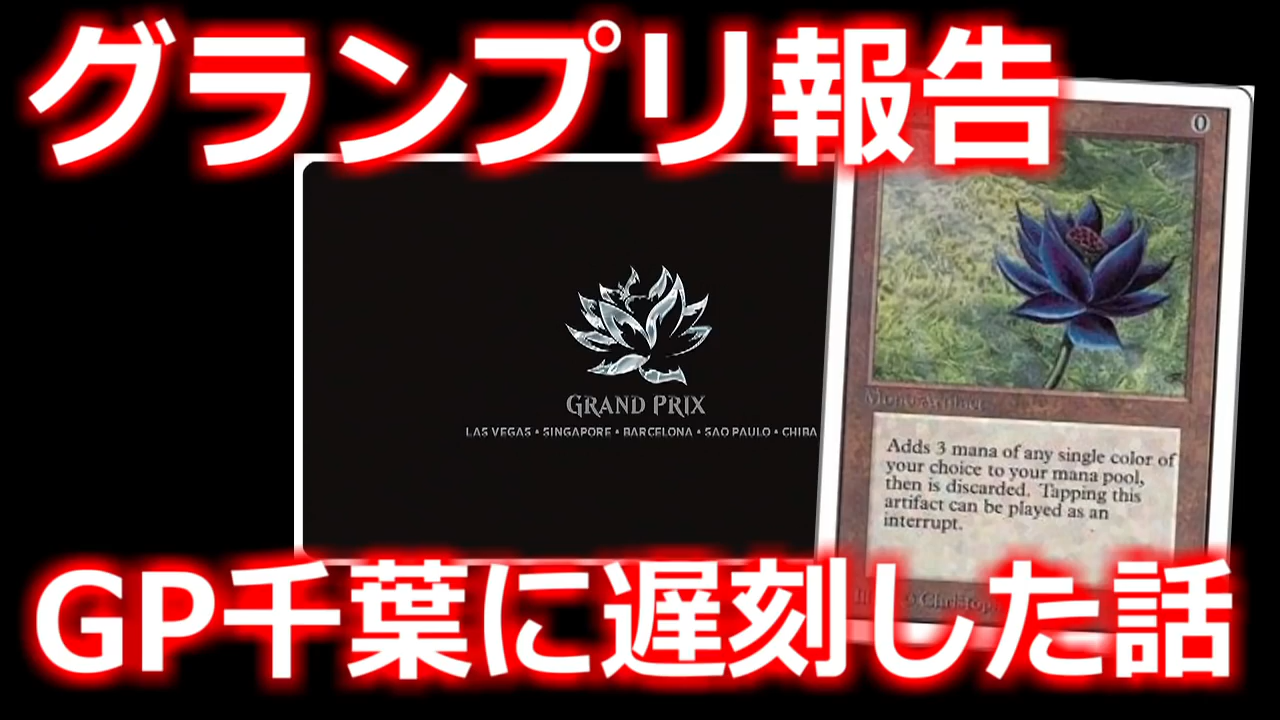 グランプリ報告
0
GRAND PRIX
LAS VEGAS • SINGAPORE • BARCELONA • SAO PAULO • CHIBA
Mono Artifact
Adds 3 mana of any single color of
your choice to your mana pool,
then is discarded. Tapping this
artifact can be played as an
interrupt.
GP千葉に遅刻した話